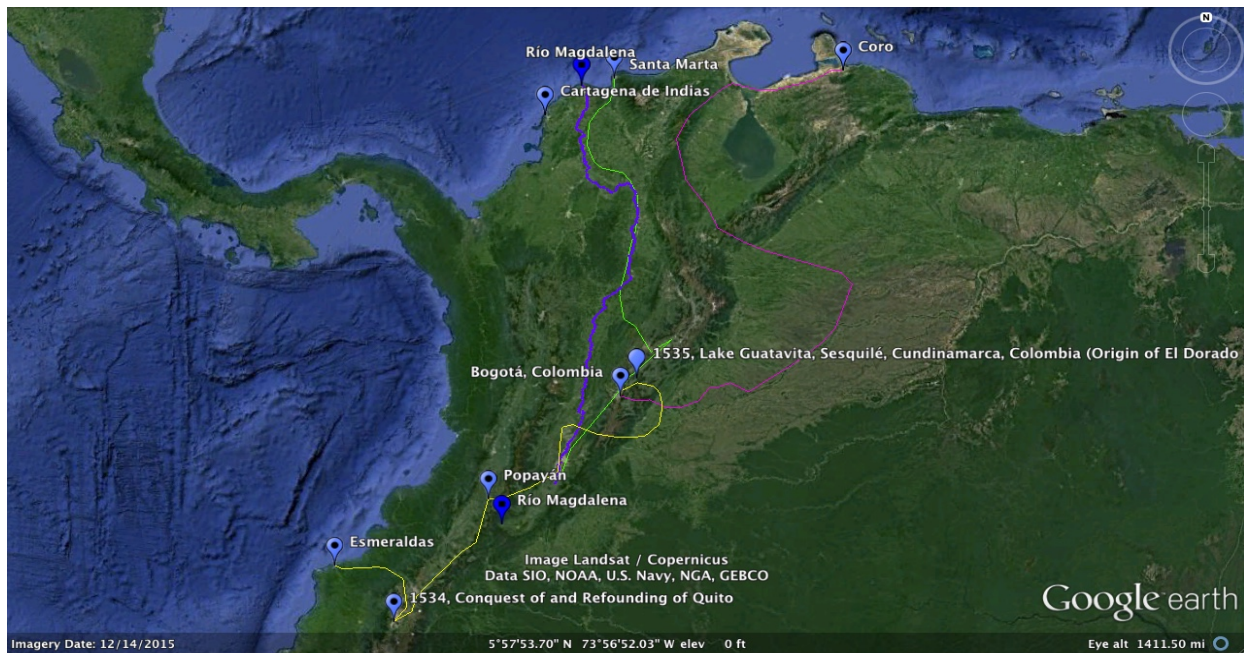 N
Río Magdalena
Coro
Santa Marta
Cartagena de Indias
1535, Lake Guatavita, Sesquilé, Cundinamarca, Colombia (Origin of El Dorado
Bogotá, Colombia
Popayán
Río Magdalena
Esmeraldas
Image Landsat / Copernicus
Data SIO, NOAA, U.S. Navy, NGA, GEBCO
1534, Conquest of and Refounding of Quito
Google earth
Imagery Date: 12/14/2015 5°57'53.70" N 73°56'52.03" W elev 0 ft Eye alt 1411.50 mi